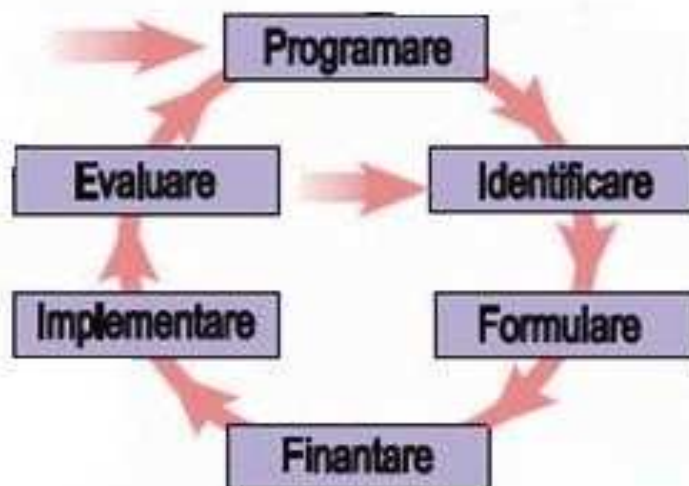 Programare
Evaluare
Identificare
Implementare
Formulare
Finantare